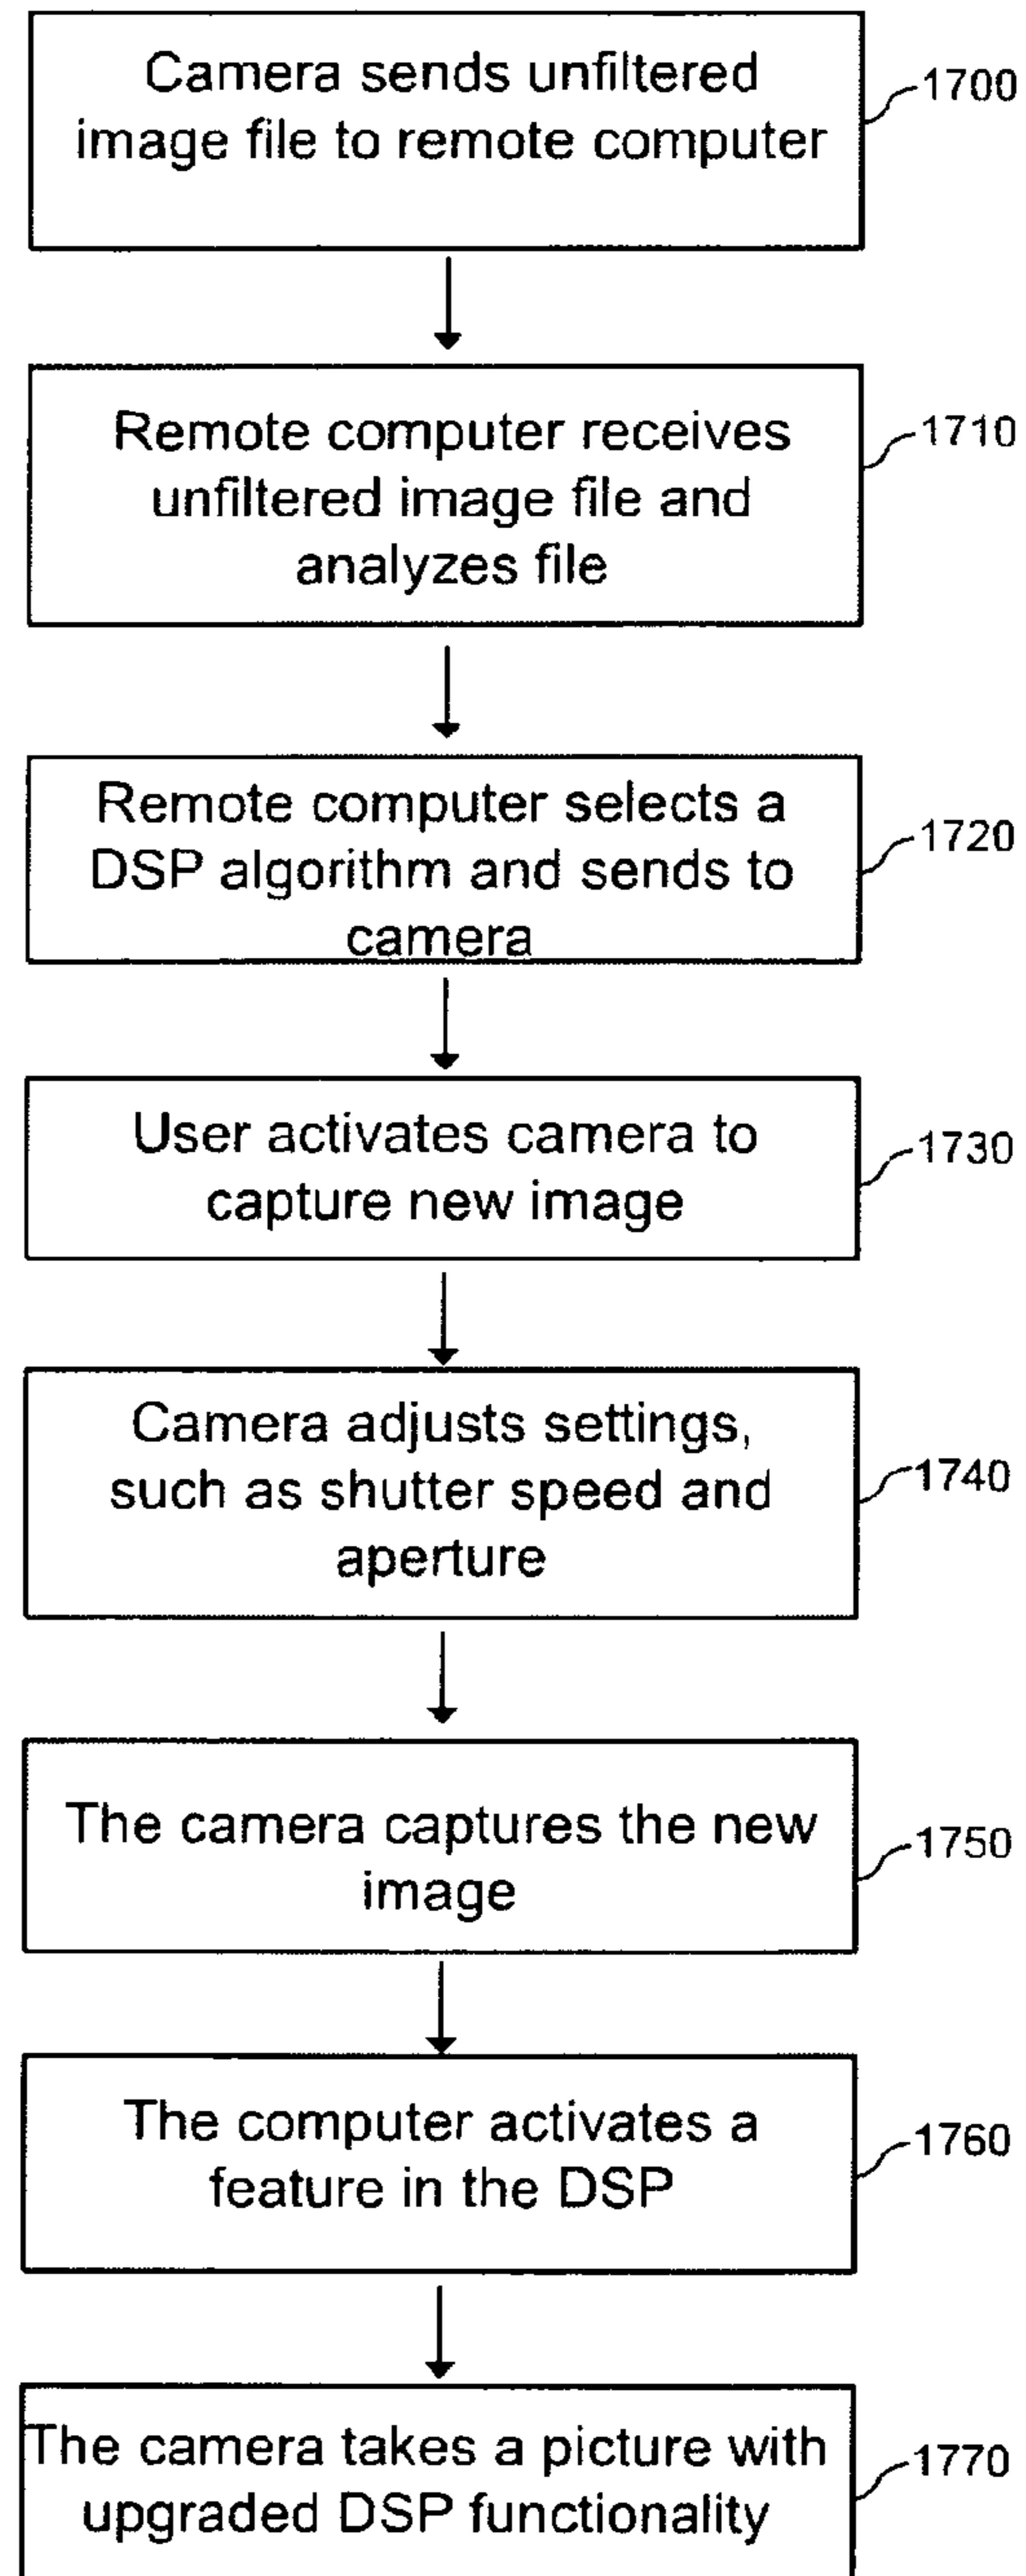 Camera sends unfiltered
image file to remote computer
1700
Remote computer receives
unfiltered image file and
analyzes file
1710
Remote computer selects a
DSP algorithm and sends to
camera
1720
User activates camera to
capture new image
1730
Camera adjusts settings,
such as shutter speed and
aperture
1740
The camera captures the new
image
1750
The computer activates a
feature in the DSP
1760
The camera takes a picture with
upgraded DSP functionality
1770